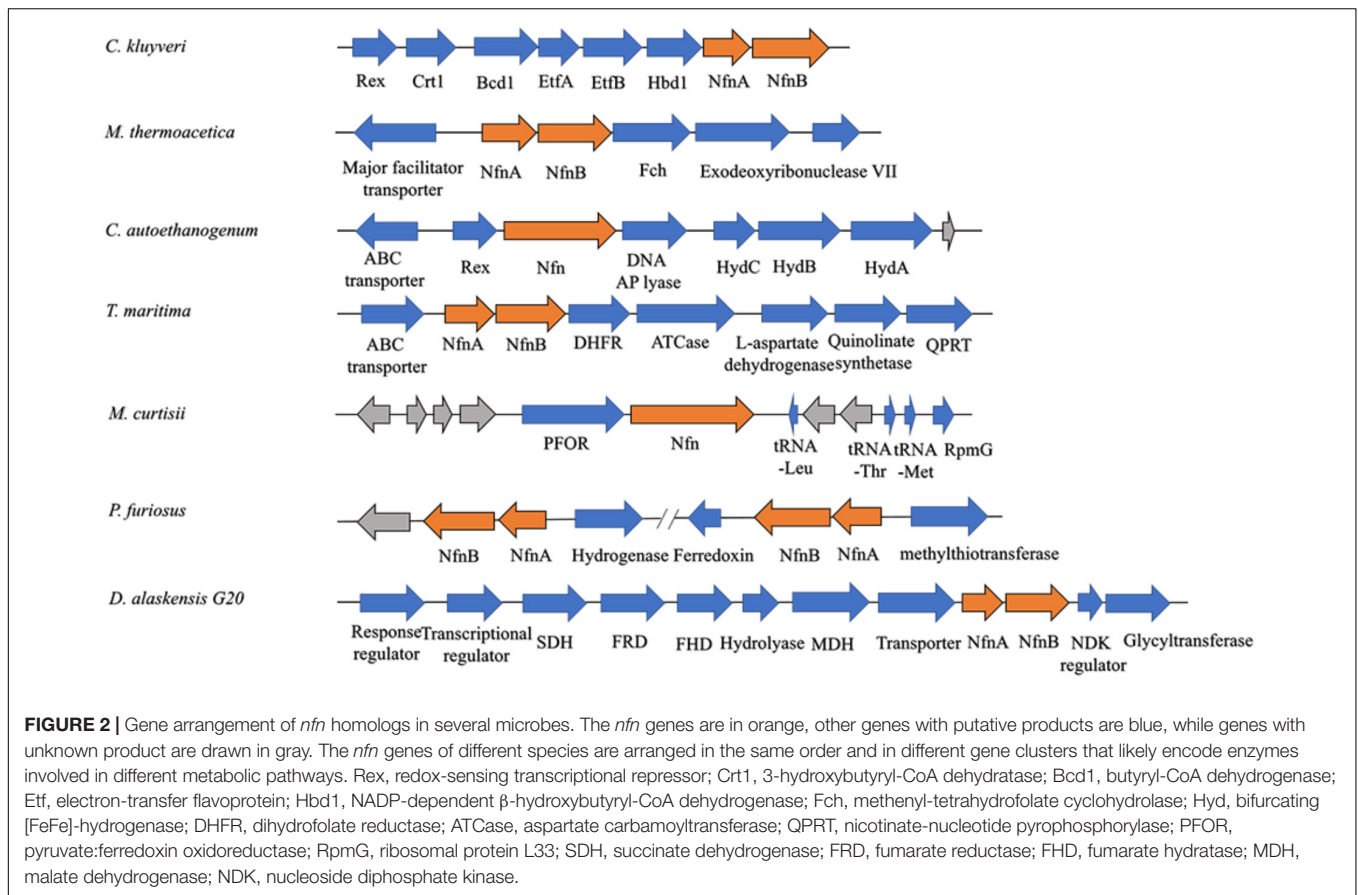 C. kluyveri
Rex Crt1 Bcd1 EtfA EtfB Hbd1 NfnA NfnB
M. thermoacetica
Major facilitator transporter NfnA NfnB Fch Exodeoxyribonuclease VII
C. autoethanogenum
ABC transporter Rex Nfn DNA AP lyase HydC HydB HydA
T. maritima
ABC transporter NfnA NfnB DHFR ATCase L-aspartate dehydrogenase Quinolinate synthetase QPRT
M. curtisii
PFOR Nfn tRNA -Leu tRNA -Thr tRNA -Met RpmG
P. furiosus
NfnB NfnA Hydrogenase Ferredoxin NfnB NfnA methylthiotransferase
D. alaskensis G20
Response regulator Transcriptional regulator SDH FRD FHD Hydrolyase MDH Transporter NfnA NfnB NDK regulator Glycyltransferase
FIGURE 2 | Gene arrangement of nfn homologs in several microbes. The nfn genes are in orange, other genes with putative products are blue, while genes with
unknown product are drawn in gray. The nfn genes of different species are arranged in the same order and in different gene clusters that likely encode enzymes
involved in different metabolic pathways. Rex, redox-sensing transcriptional repressor; Crt1, 3-hydroxybutyryl-CoA dehydratase; Bcd1, butyryl-CoA dehydrogenase;
Etf, electron-transfer flavoprotein; Hbd1, NADP-dependent β-hydroxybutyryl-CoA dehydrogenase; Fch, methenyl-tetrahydrofolate cyclohydrolase; Hyd, bifurcating
[FeFe]-hydrogenase; DHFR, dihydrofolate reductase; ATCase, aspartate carbamoyltransferase; QPRT, nicotinate-nucleotide pyrophosphorylase; PFOR,
pyruvate:ferredoxin oxidoreductase; RpmG, ribosomal protein L33; SDH, succinate dehydrogenase; FRD, fumarate reductase; FHD, fumarate hydratase; MDH,
malate dehydrogenase; NDK, nucleoside diphosphate kinase.